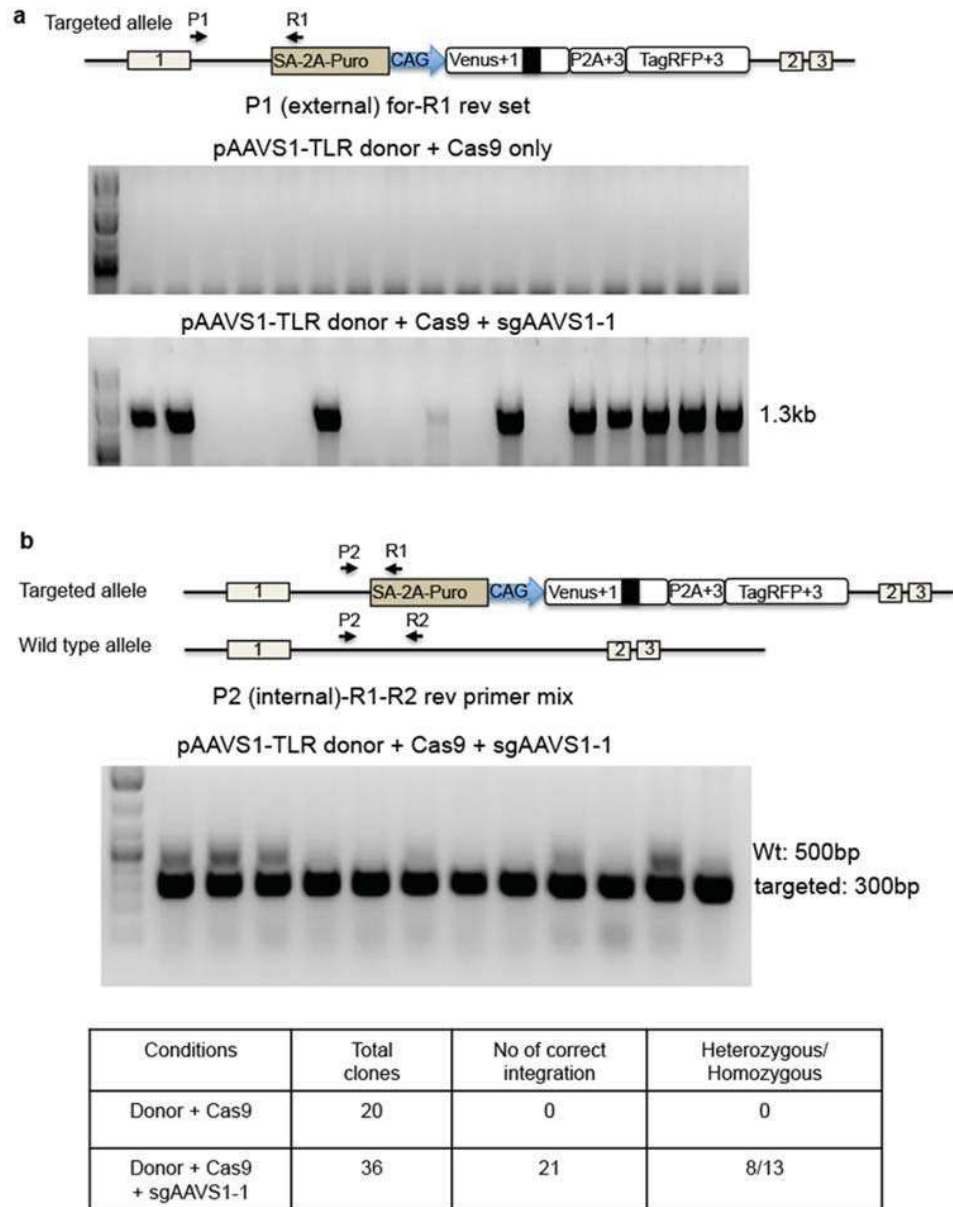 a
Targeted allele
P1
R1
1
SA-2A-Puro
CAG
Venus+1
P2A+3
TagRFP+3
2
3
P1 (external) for-R1 rev set
pAAVS1-TLR donor + Cas9 only
pAAVS1-TLR donor + Cas9 + sgAAVS1-1
1.3kb
b
P2
R1
Targeted allele
1
SA-2A-Puro
CAG
Venus+1
P2A+3
TagRFP+3
2
3
P2
R2
Wild type allele
1
2
3
P2 (internal)-R1-R2 rev primer mix
pAAVS1-TLR donor + Cas9 + sgAAVS1-1
Wt: 500bp
targeted: 300bp
Conditions
Total
clones
No of correct
integration
Heterozygous/
Homozygous
Donor + Cas9
20
0
0
Donor + Cas9
+ sgAAVS1-1
36
21
8/13